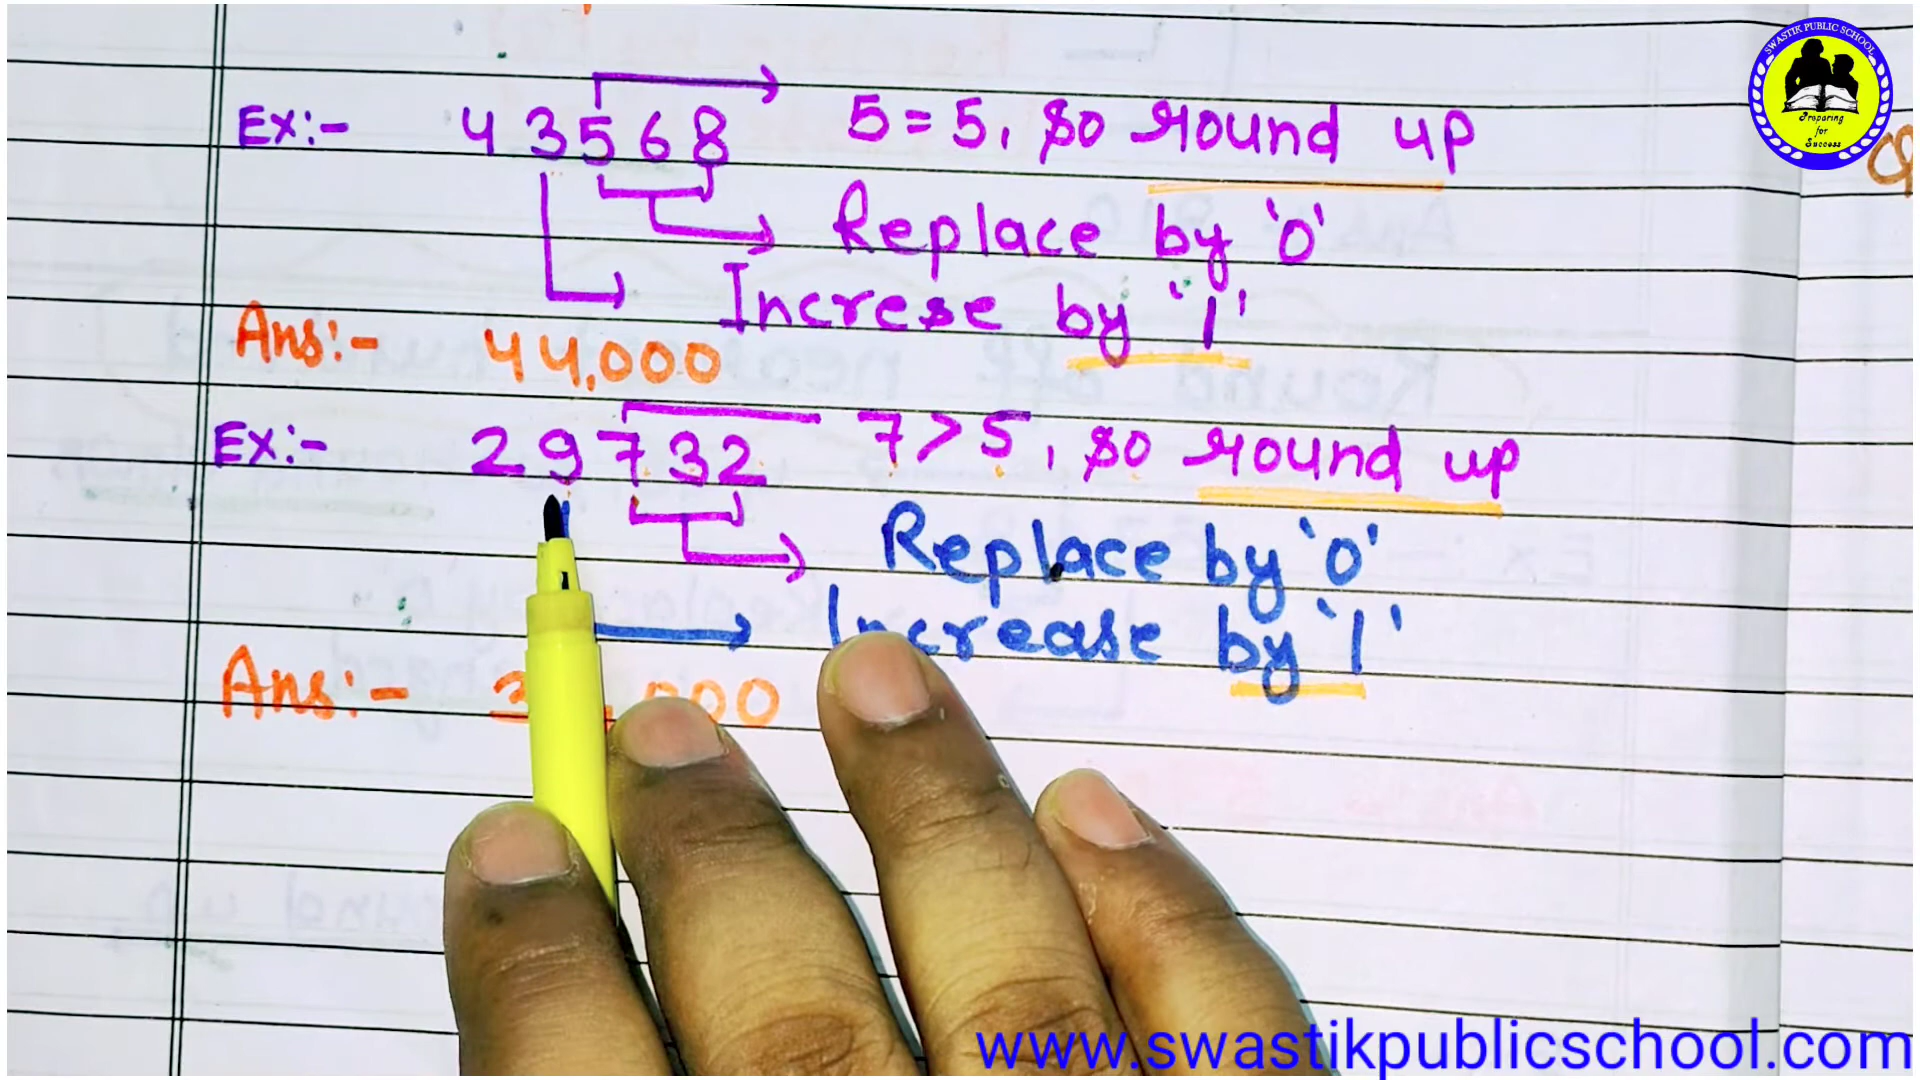 SWASTIK PUBLIC SCHOOL
Preparing
for
Success
Ex:- 43568 5=5, so round up
Replace by '0'
Increse by '1'
Ans:- 44,000
Ex:- 29732 7>5, so round up
Replace by '0'
Increase by '1'
Ans:- 3 ,000
www.swastikpublicschool.com